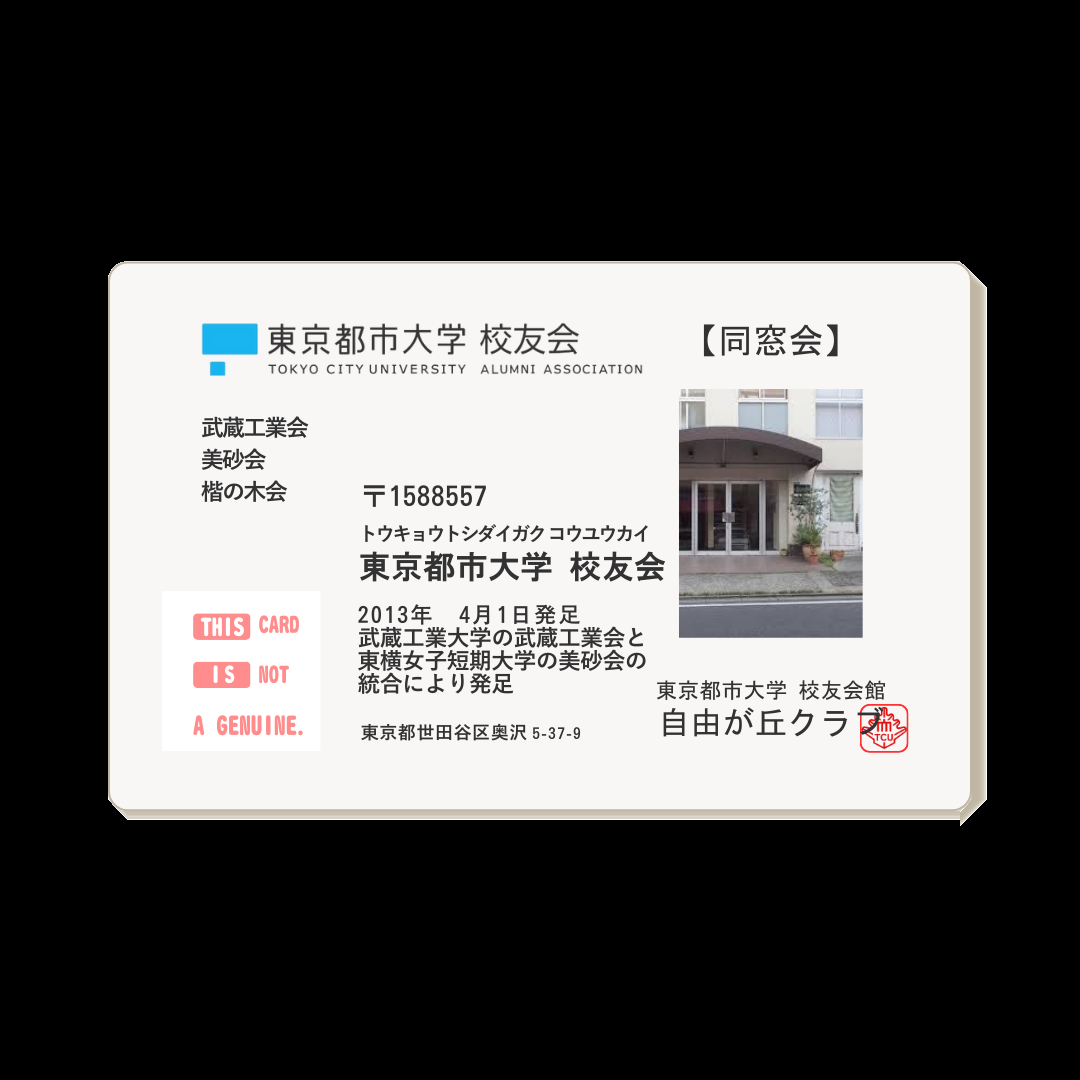 東京都市大学 校友会
TOKYO CITY UNIVERSITY ALUMNI ASSOCIATION
【同窓会】
武蔵工業会
美砂会
楷の木会
〒1588557
トウキョウトシダイガク コウユウカイ
東京都市大学 校友会
2013年 4月1日発足
武蔵工業大学の武蔵工業会と
東横女子短期大学の美砂会の
統合により発足
東京都世田谷区奥沢 5-37-9
THIS CARD
IS NOT
A GENUINE.
東京都市大学 校友会館
自由が丘クラブ
TCU